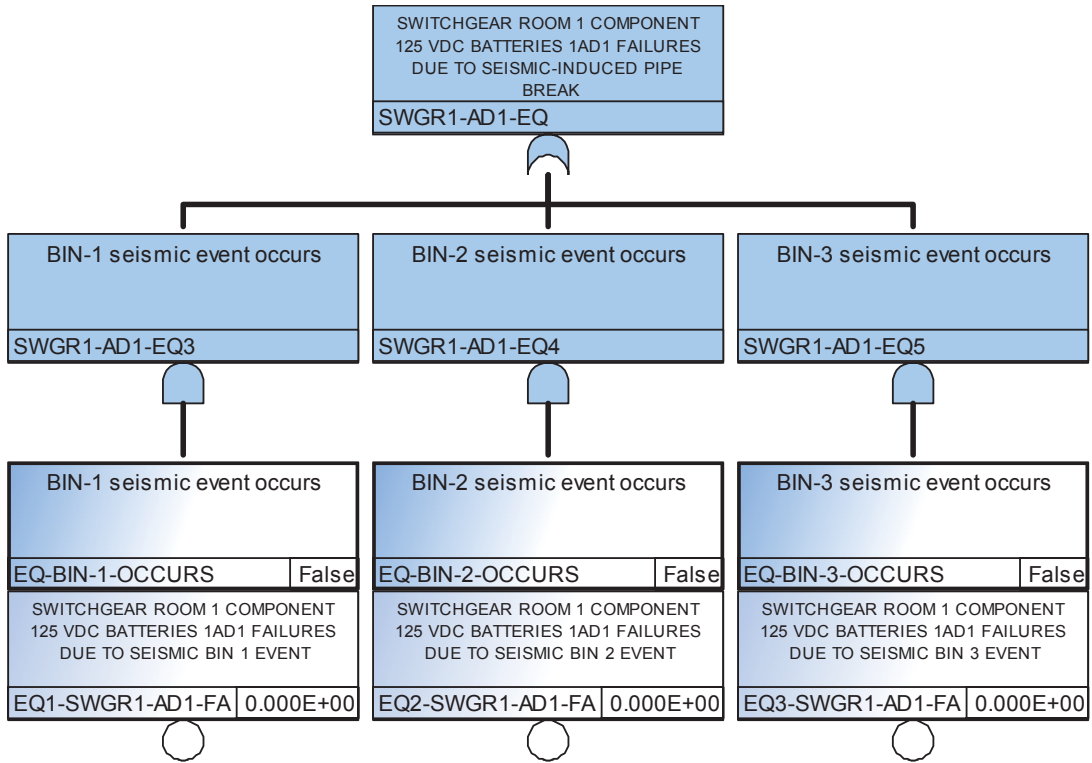 SWITCHGEAR ROOM 1 COMPONENT
125 VDC BATTERIES 1AD1 FAILURES
DUE TO SEISMIC-INDUCED PIPE
BREAK
SWGR1-AD1-EQ
BIN-1 seismic event occurs
SWGR1-AD1-EQ3
BIN-2 seismic event occurs
SWGR1-AD1-EQ4
BIN-3 seismic event occurs
SWGR1-AD1-EQ5
BIN-1 seismic event occurs
EQ-BIN-1-OCCURS False
SWITCHGEAR ROOM 1 COMPONENT
125 VDC BATTERIES 1AD1 FAILURES
DUE TO SEISMIC BIN 1 EVENT
EQ1-SWGR1-AD1-FA 0.000E+00
BIN-2 seismic event occurs
EQ-BIN-2-OCCURS False
SWITCHGEAR ROOM 1 COMPONENT
125 VDC BATTERIES 1AD1 FAILURES
DUE TO SEISMIC BIN 2 EVENT
EQ2-SWGR1-AD1-FA 0.000E+00
BIN-3 seismic event occurs
EQ-BIN-3-OCCURS False
SWITCHGEAR ROOM 1 COMPONENT
125 VDC BATTERIES 1AD1 FAILURES
DUE TO SEISMIC BIN 3 EVENT
EQ3-SWGR1-AD1-FA 0.000E+00